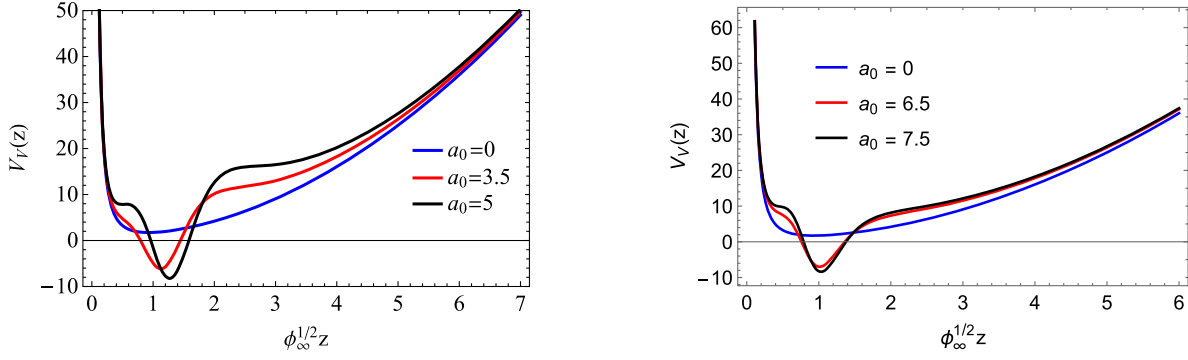 50
40
30
20
10
0
−10
0 1 2 3 4 5 6 7
V_V(z)
ϕ_∞^{1/2} z
a_0=0
a_0=3.5
a_0=5
60
50
40
30
20
10
0
−10
0 1 2 3 4 5 6
V_V(z)
ϕ_∞^{1/2} z
a_0 = 0
a_0 = 6.5
a_0 = 7.5